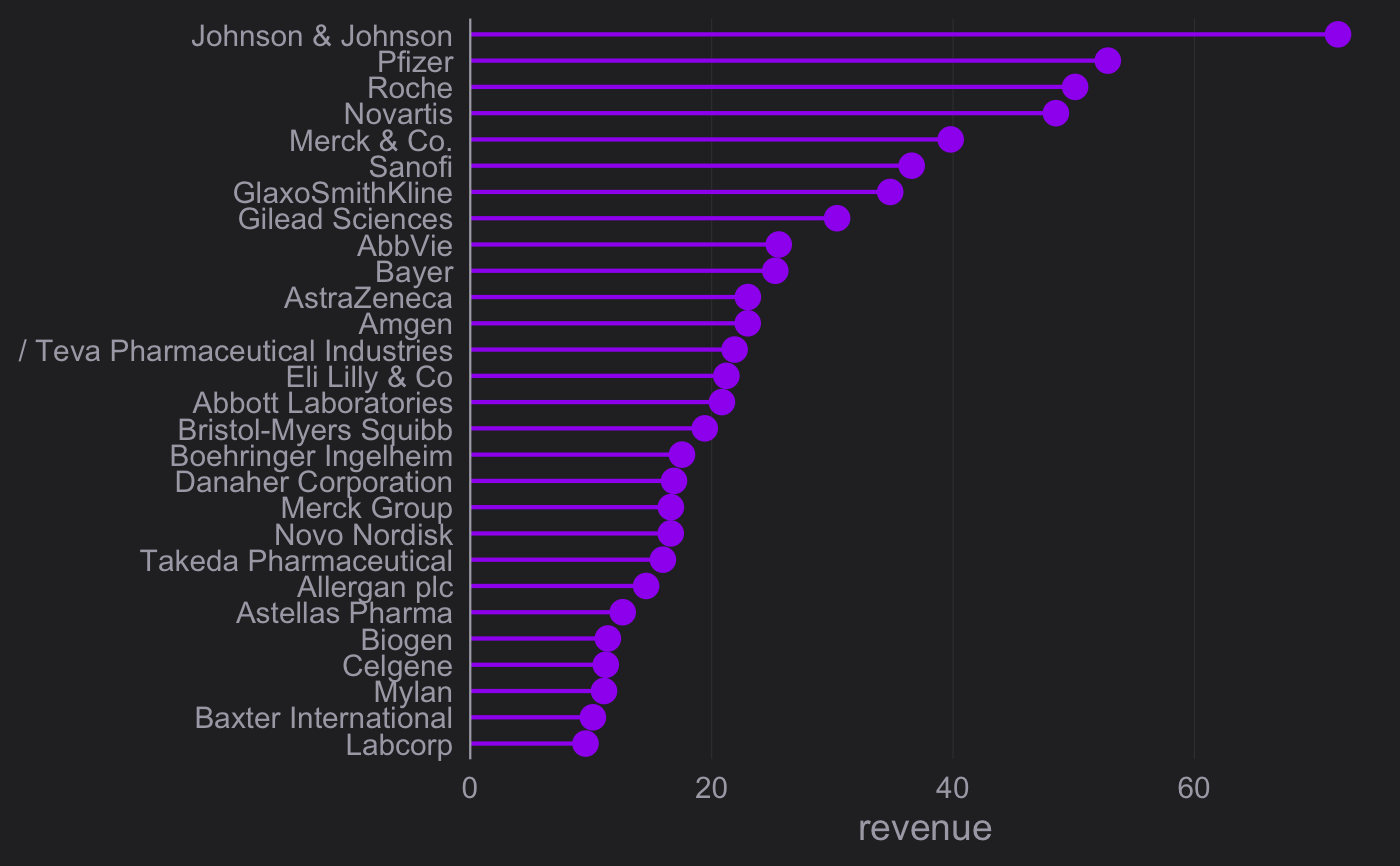 Johnson & Johnson
Pfizer
Roche
Novartis
Merck & Co.
Sanofi
GlaxoSmithKline
Gilead Sciences
AbbVie
Bayer
AstraZeneca
Amgen
/ Teva Pharmaceutical Industries
Eli Lilly & Co
Abbott Laboratories
Bristol-Myers Squibb
Boehringer Ingelheim
Danaher Corporation
Merck Group
Novo Nordisk
Takeda Pharmaceutical
Allergan plc
Astellas Pharma
Biogen
Celgene
Mylan
Baxter International
Labcorp
0 20 40 60
revenue